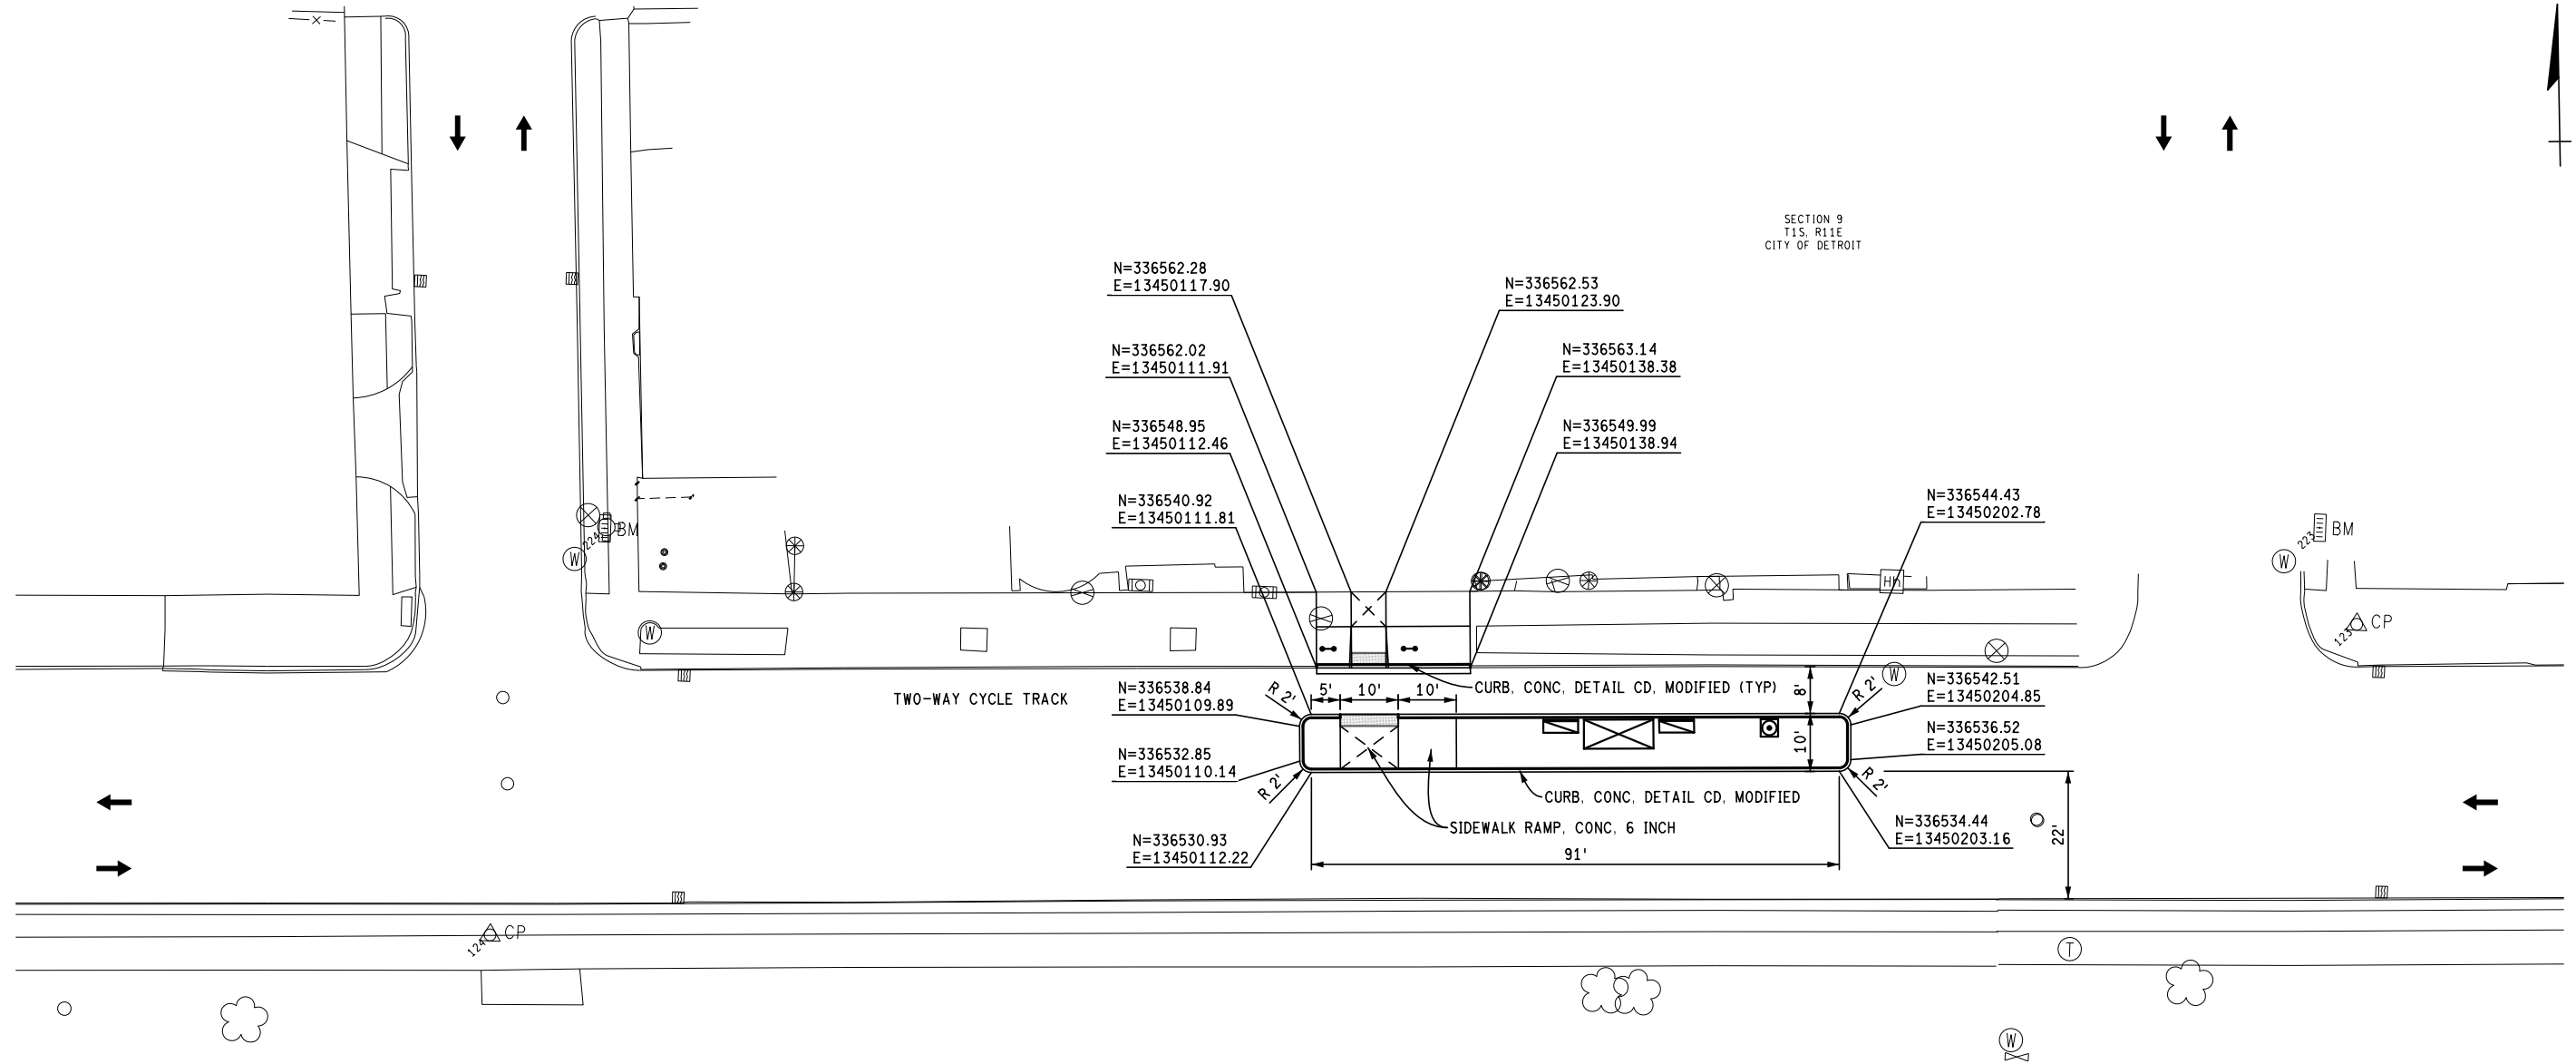 SECTION 9
T1S, R11E
CITY OF DETROIT
N=336562.28
E=13450117.90
N=336562.53
E=13450123.90
N=336562.02
E=13450111.91
N=336563.14
E=13450138.38
N=336548.95
E=13450112.46
N=336549.99
E=13450138.94
N=336540.92
E=13450111.81
N=336544.43
E=13450202.78
224
BM
W
223
BM
W
Hh
W
123
CP
TWO-WAY CYCLE TRACK
N=336538.84
E=13450109.89
R 2'
5'
10'
10'
CURB, CONC, DETAIL CD, MODIFIED (TYP)
8'
R 2'
W
N=336542.51
E=13450204.85
N=336536.52
E=13450205.08
10'
N=336532.85
E=13450110.14
R 2'
R 2'
CURB, CONC, DETAIL CD, MODIFIED
SIDEWALK RAMP, CONC, 6 INCH
N=336530.93
E=13450112.22
N=336534.44
E=13450203.16
22'
91'
124
CP
T
W